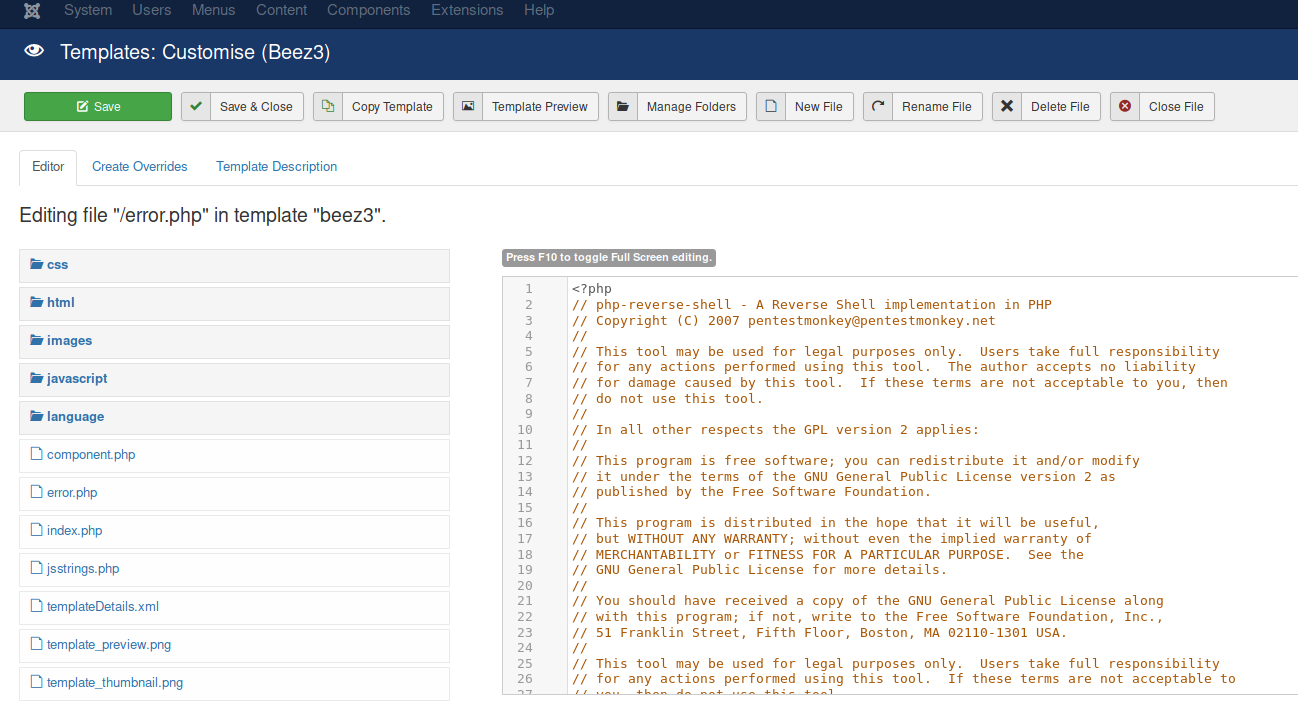 System Users Menus Content Components Extensions Help
Templates: Customise (Beez3)
Save Save & Close Copy Template Template Preview Manage Folders New File Rename File Delete File Close File
Editor Create Overrides Template Description
Editing file "/error.php" in template "beez3".
css
html
images
javascript
language
component.php
error.php
index.php
jsstrings.php
templateDetails.xml
template_preview.png
template_thumbnail.png
Press F10 to toggle Full Screen editing.
1 <?php
2 // php-reverse-shell - A Reverse Shell implementation in PHP
3 // Copyright (C) 2007 pentestmonkey@pentestmonkey.net
4 //
5 // This tool may be used for legal purposes only.  Users take full responsibility
6 // for any actions performed using this tool.  The author accepts no liability
7 // for damage caused by this tool.  If these terms are not acceptable to you, then
8 // do not use this tool.
9 //
10 // In all other respects the GPL version 2 applies:
11 //
12 // This program is free software; you can redistribute it and/or modify
13 // it under the terms of the GNU General Public License version 2 as
14 // published by the Free Software Foundation.
15 //
16 // This program is distributed in the hope that it will be useful,
17 // but WITHOUT ANY WARRANTY; without even the implied warranty of
18 // MERCHANTABILITY or FITNESS FOR A PARTICULAR PURPOSE.  See the
19 // GNU General Public License for more details.
20 //
21 // You should have received a copy of the GNU General Public License along
22 // with this program; if not, write to the Free Software Foundation, Inc.,
23 // 51 Franklin Street, Fifth Floor, Boston, MA 02110-1301 USA.
24 //
25 // This tool may be used for legal purposes only.  Users take full responsibility
26 // for any actions performed using this tool.  If these terms are not acceptable to
27 // you, then do not use this tool.